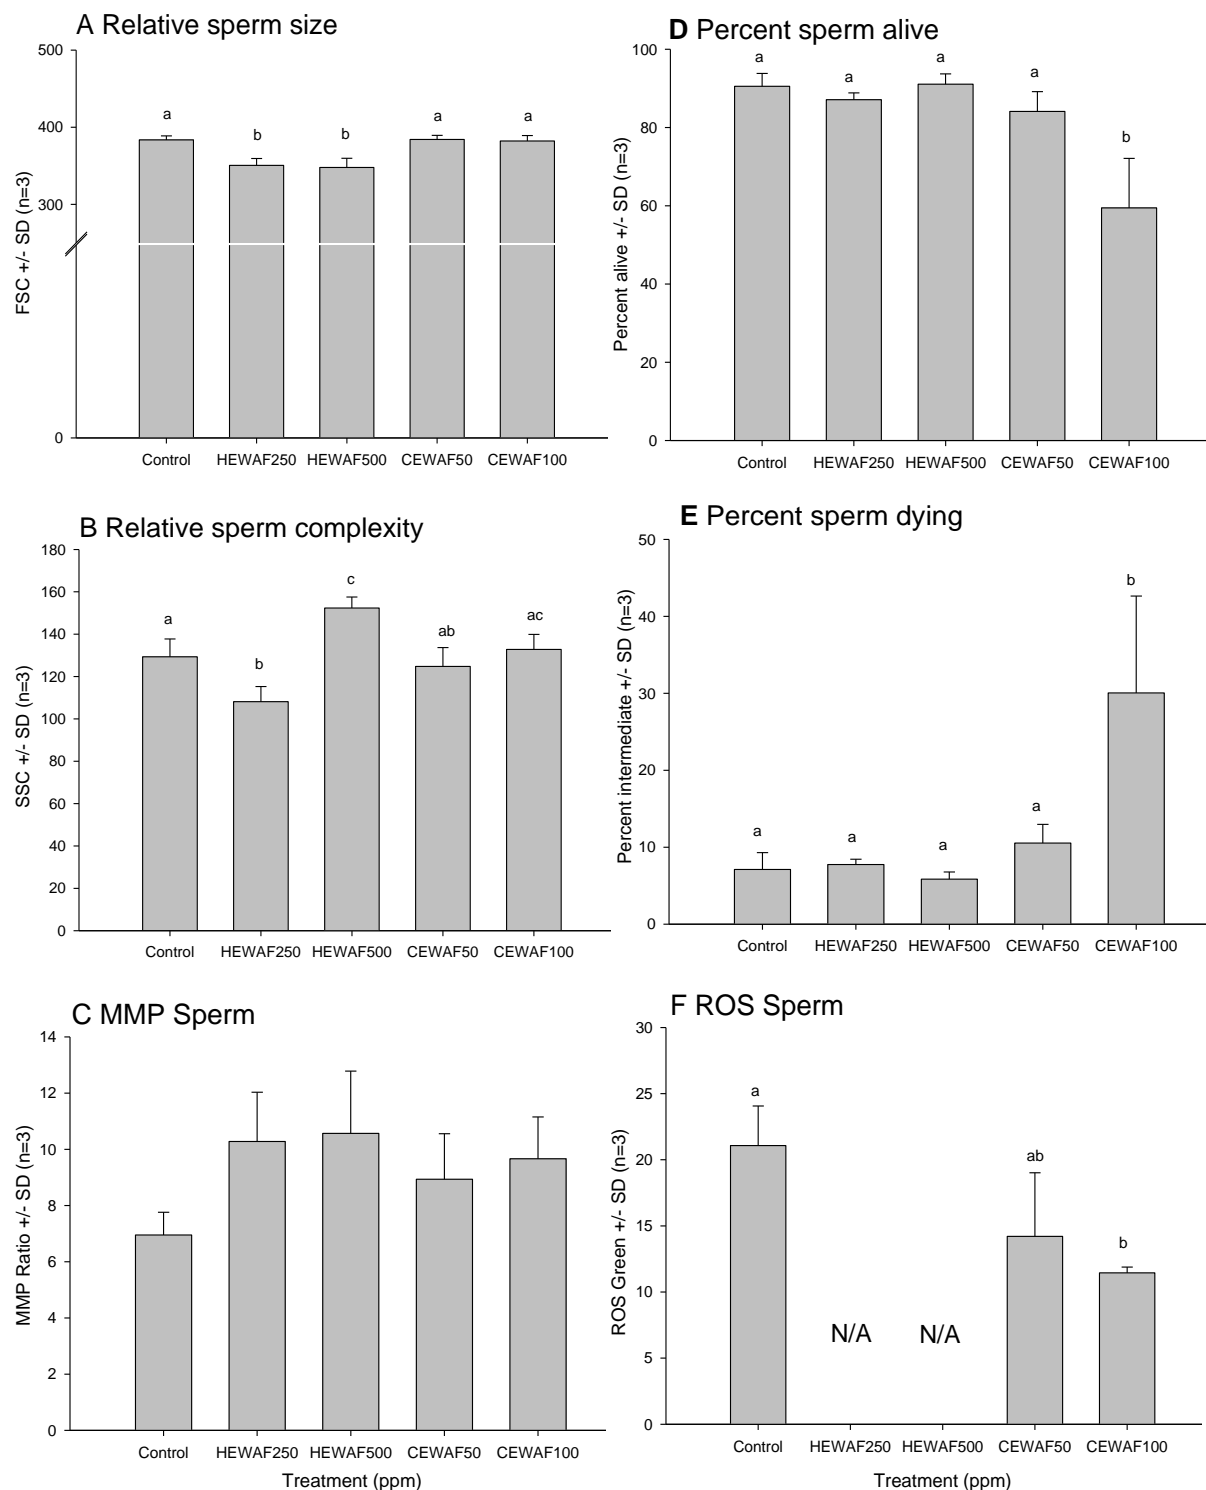 A Relative sperm size
FSC +/- SD (n=3)
500
400
300
0
a
b
b
a
a
Control
HEWAF250
HEWAF500
CEWAF50
CEWAF100
D Percent sperm alive
Percent alive +/- SD (n=3)
100
80
60
40
20
0
a
a
a
a
b
Control
HEWAF250
HEWAF500
CEWAF50
CEWAF100
B Relative sperm complexity
SSC +/- SD (n=3)
180
160
140
120
100
80
60
40
20
0
a
b
c
ab
ac
Control
HEWAF250
HEWAF500
CEWAF50
CEWAF100
E Percent sperm dying
Percent intermediate +/- SD (n=3)
50
40
30
20
10
0
a
a
a
a
b
Control
HEWAF250
HEWAF500
CEWAF50
CEWAF100
C MMP Sperm
MMP Ratio +/- SD (n=3)
14
12
10
8
6
4
2
0
Control
HEWAF250
HEWAF500
CEWAF50
CEWAF100
Treatment (ppm)
F ROS Sperm
ROS Green +/- SD (n=3)
30
25
20
15
10
5
0
a
N/A
N/A
ab
b
Control
HEWAF250
HEWAF500
CEWAF50
CEWAF100
Treatment (ppm)